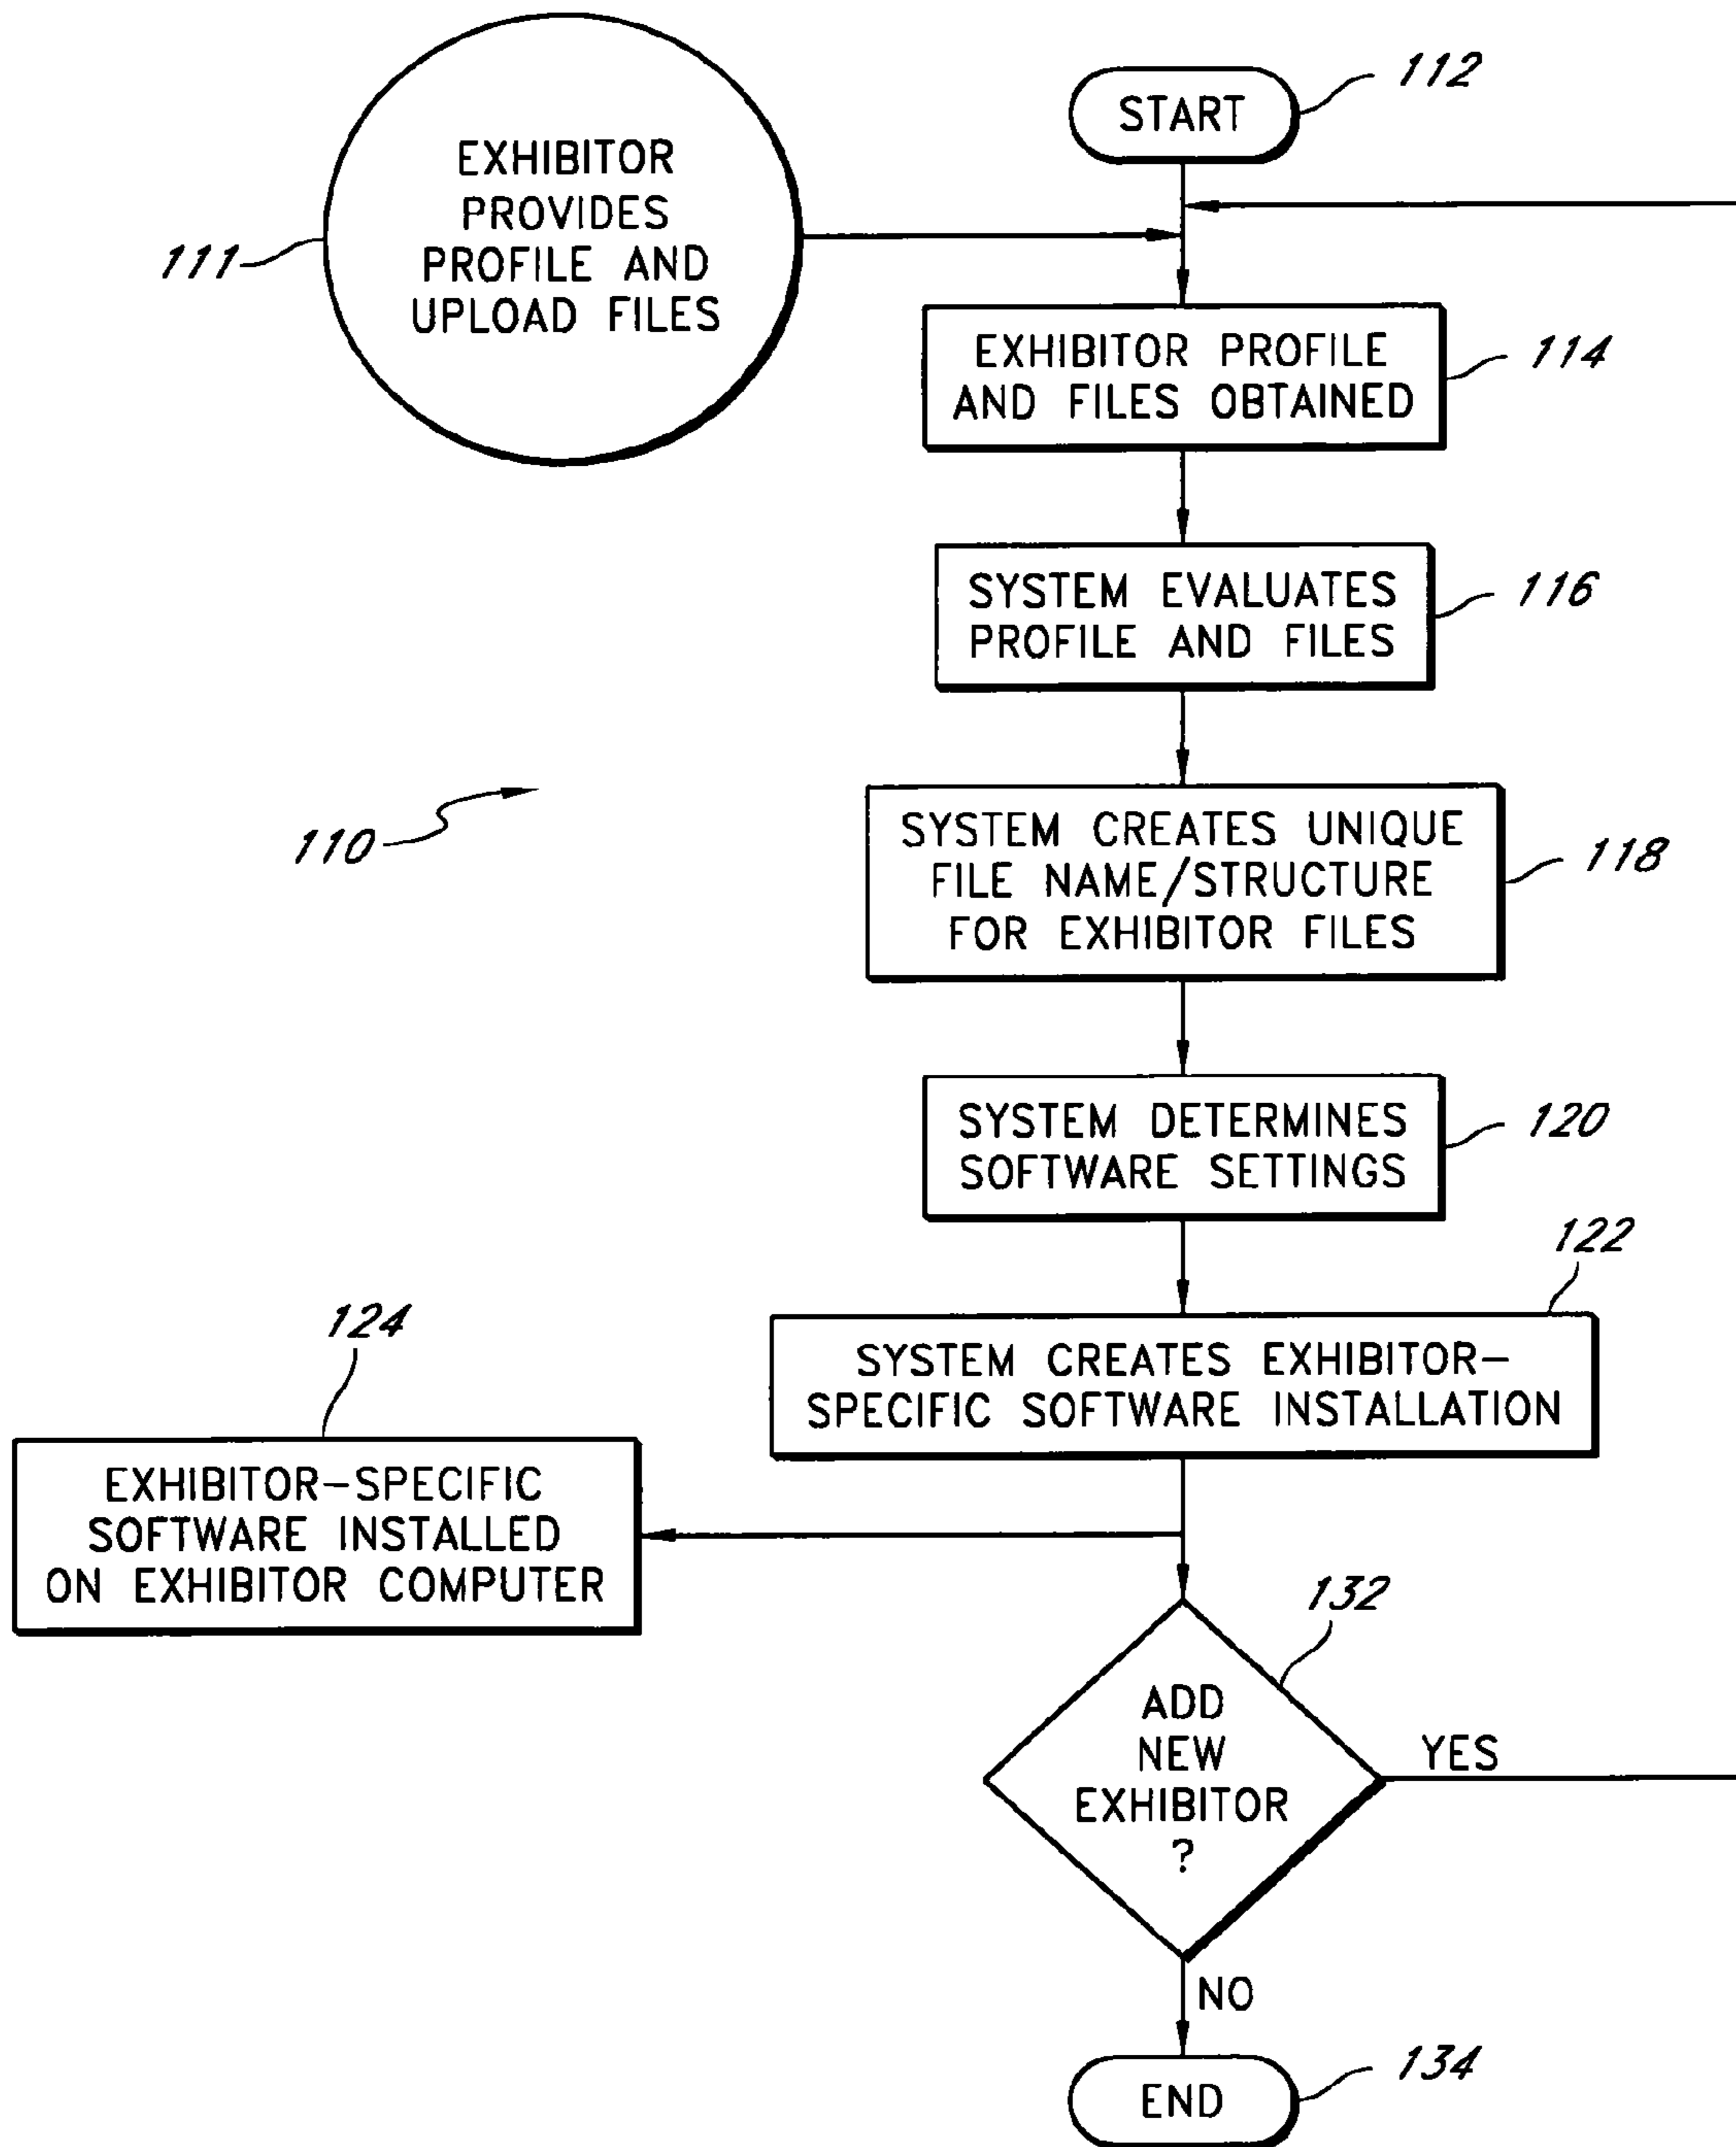 112
START
EXHIBITOR
PROVIDES
PROFILE AND
UPLOAD FILES
111
EXHIBITOR PROFILE
AND FILES OBTAINED
114
SYSTEM EVALUATES
PROFILE AND FILES
116
110
SYSTEM CREATES UNIQUE
FILE NAME/STRUCTURE
FOR EXHIBITOR FILES
118
SYSTEM DETERMINES
SOFTWARE SETTINGS
120
122
SYSTEM CREATES EXHIBITOR-
SPECIFIC SOFTWARE INSTALLATION
124
EXHIBITOR-SPECIFIC
SOFTWARE INSTALLED
ON EXHIBITOR COMPUTER
132
ADD
NEW
EXHIBITOR
?
YES
NO
134
END